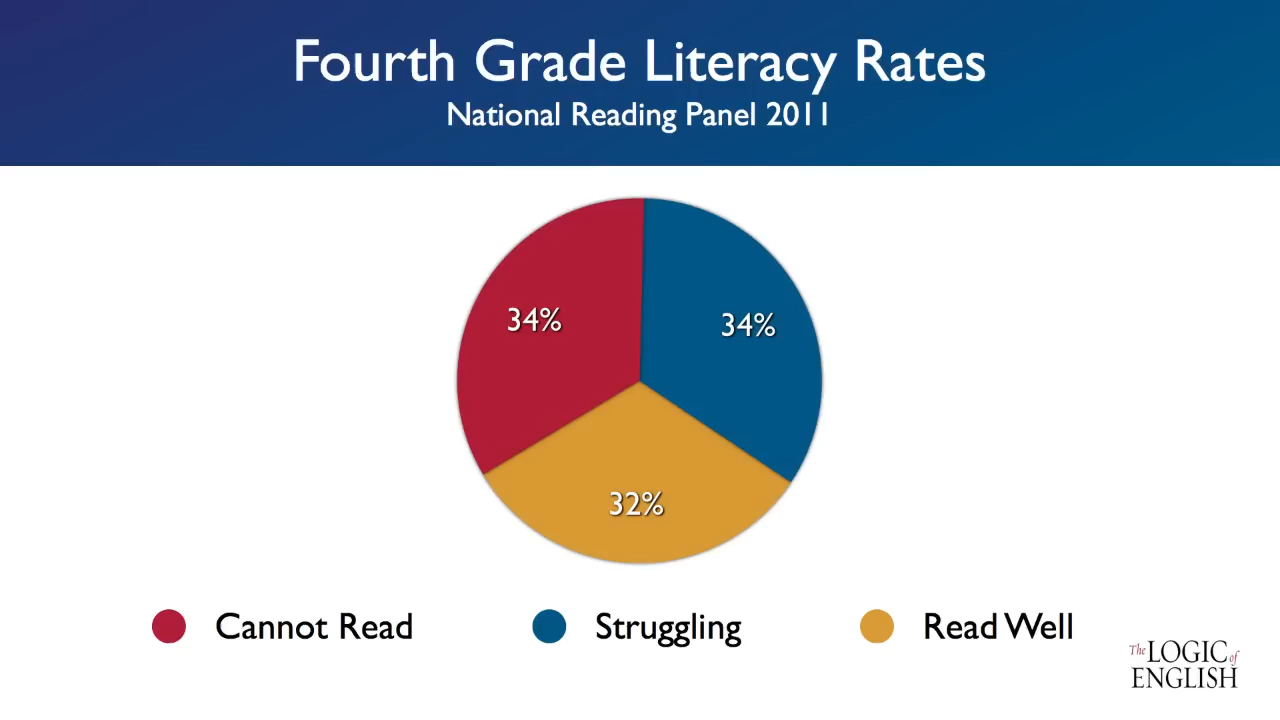 Fourth Grade Literacy Rates
National Reading Panel 2011
34%
34%
32%
Cannot Read
Struggling
Read Well
The LOGIC of
ENGLISH